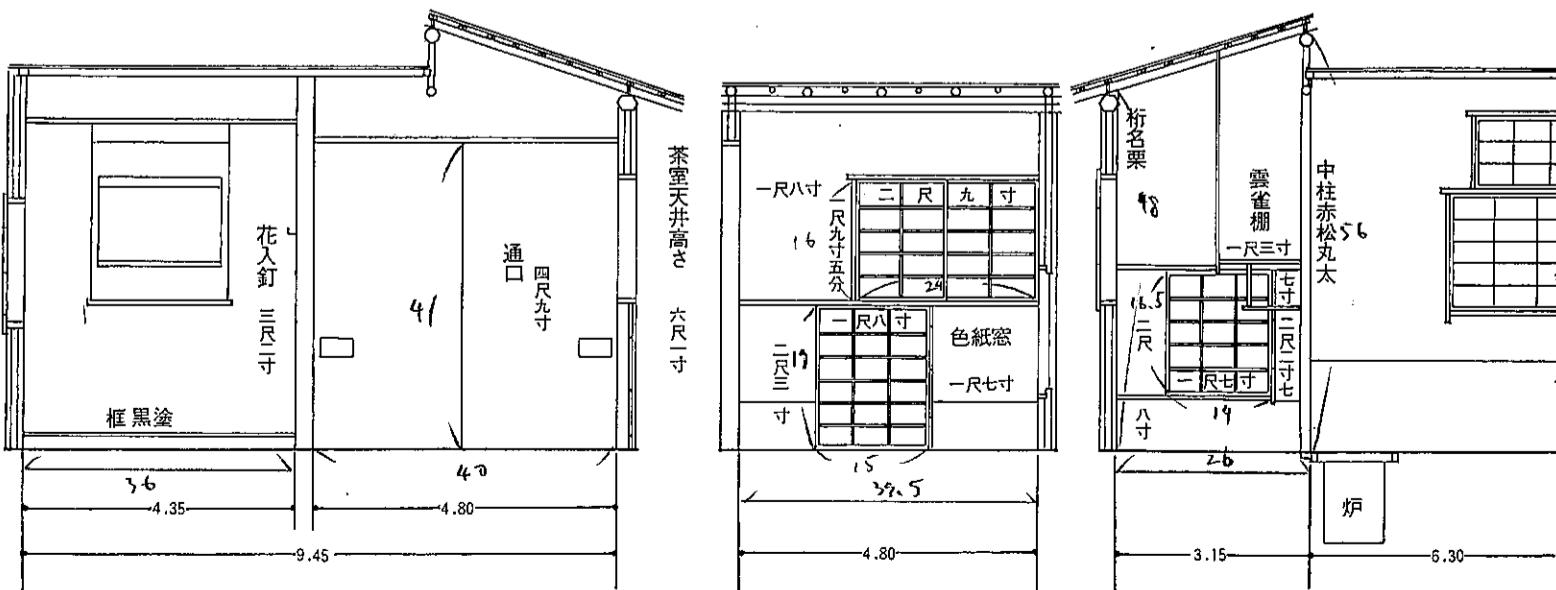 花入釘 三尺二寸
框黒塗
通口
四尺九寸
41
36
40
4.35
4.80
9.45
茶室天井高さ 六尺一寸
一尺八寸
二尺九寸
一尺九寸五分
16
24
一尺八寸
二尺三寸
19
色紙窓
一尺七寸
15
39.5
4.80
桁名栗
48
雲雀棚
一尺三寸
中柱赤松丸太
56
七寸
16.5
二尺
一尺七寸
二尺二寸七
八寸
19
26
炉
3.15
6.30